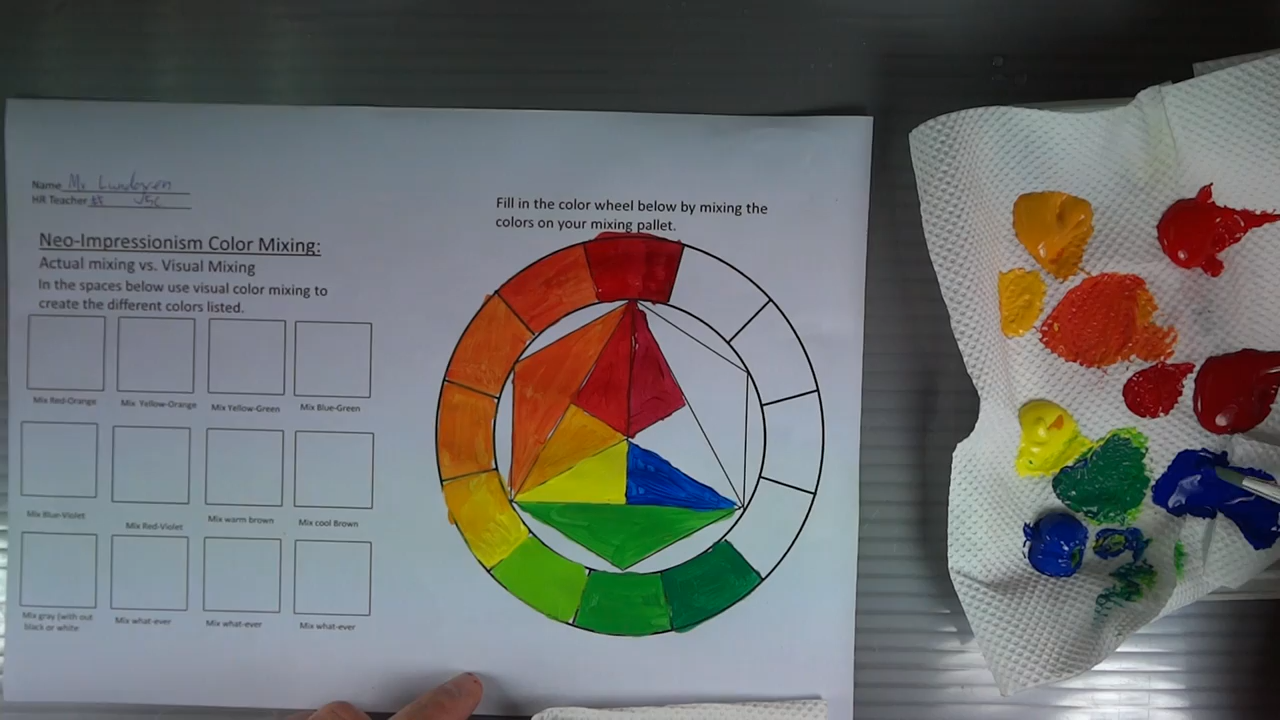 Name Mr Lundgren
HR Teacher
Neo-Impressionism Color Mixing:
Actual mixing vs. Visual Mixing
In the spaces below use visual color mixing to
create the different colors listed.
Mix Red-Orange
Mix Yellow-Orange
Mix Yellow-Green
Mix Blue-Green
Mix Blue-Violet
Mix Red-Violet
Mix warm brown
Mix cool Brown
Mix gray (with out
black or white
Mix what-ever
Mix what-ever
Mix what-ever
Fill in the color wheel below by mixing the
colors on your mixing pallet.